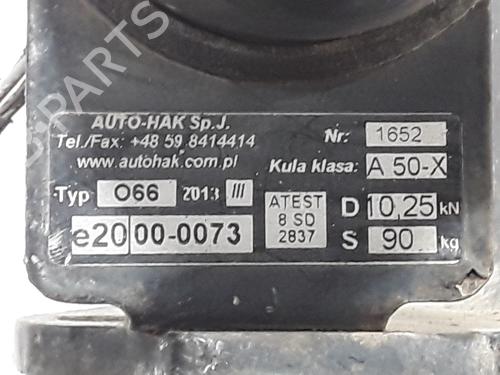 AUTO-HAK Sp.J.
Tel./Fax: +48 59 8414414
www.autohak.com.pl
Nr: 1652
Kula klasa: A 50-X
Typ O66 2013 III
ATEST
8 SD
2837
D 10,25 kN
e20 00-0073
S 90 kg